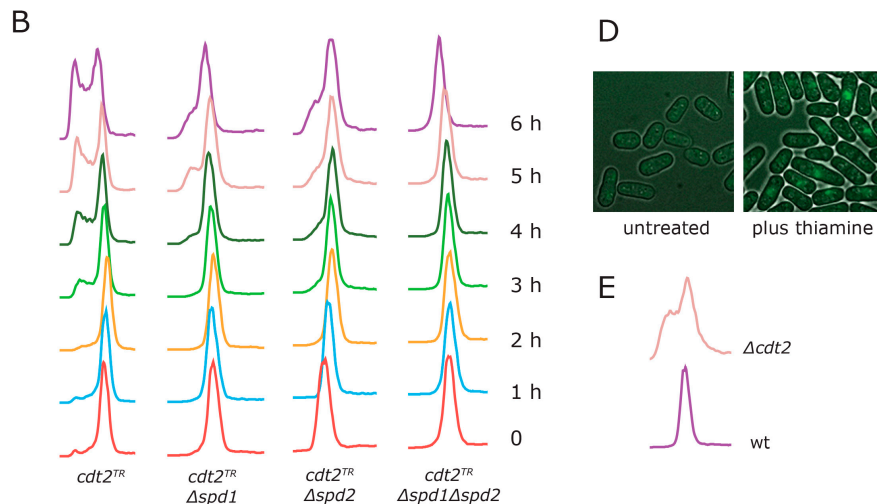 B
D
6 h
5 h
4 h
3 h
2 h
1 h
0
cdt2TR
cdt2TR
Δspd1
cdt2TR
Δspd2
cdt2TR
Δspd1Δspd2
untreated
plus thiamine
E
Δcdt2
wt